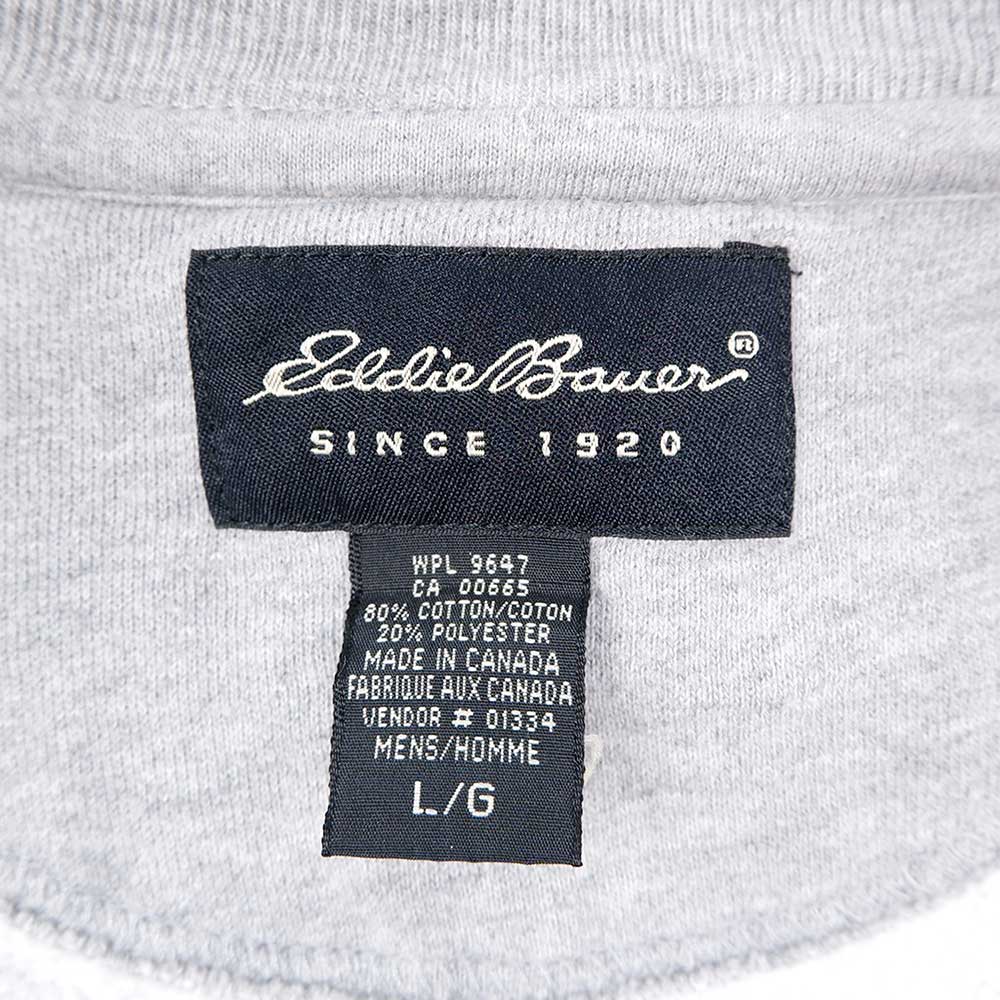 Eddie Bauer®
SINCE 1920
WPL 9647
CA 00665
80% COTTON/COTON
20% POLYESTER
MADE IN CANADA
FABRIQUE AUX CANADA
VENDOR # 01334
MENS/HOMME
L/G